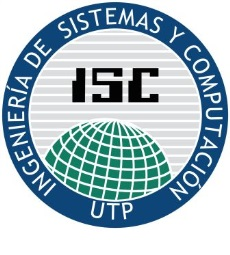 INGENIERÍA DE SISTEMAS Y COMPUTACIÓN
ISC
UTP